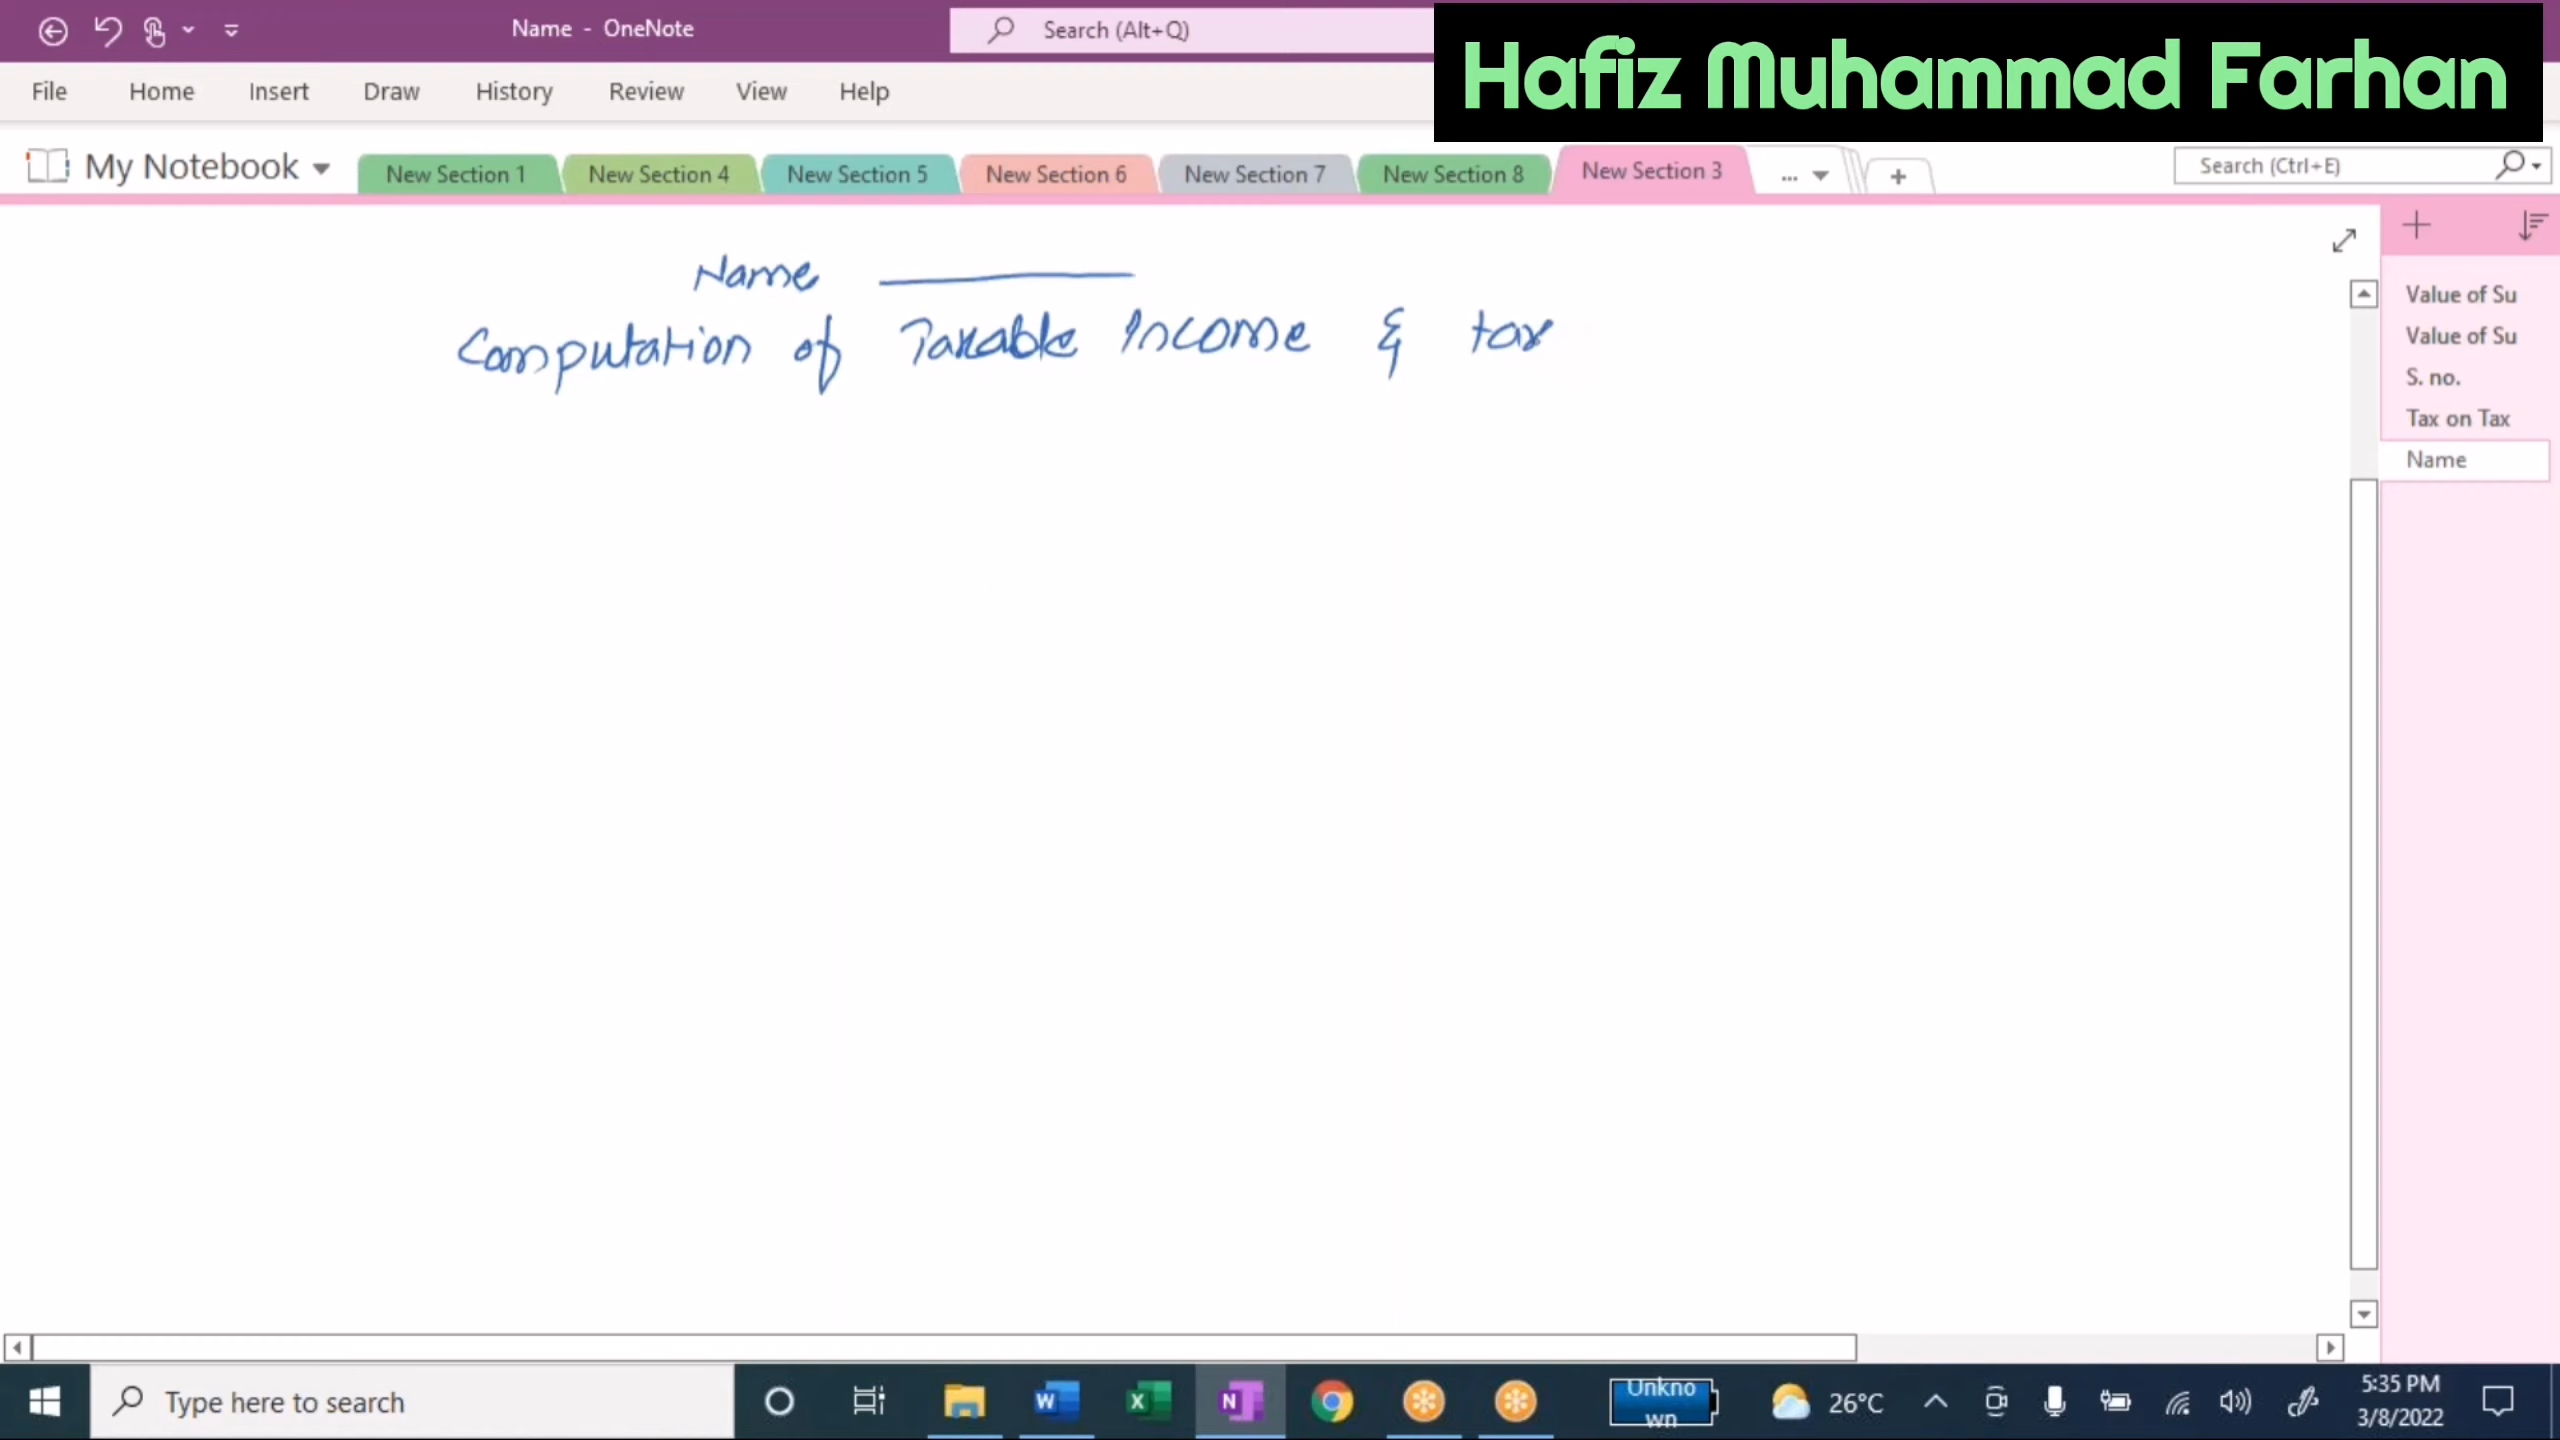 Name - OneNote
Search (Alt+Q)
Hafiz Muhammad Farhan
File Home Insert Draw History Review View Help
My Notebook
New Section 1 New Section 4 New Section 5 New Section 6 New Section 7 New Section 8 New Section 3 ... +
Search (Ctrl+E)
Name
Computation of Taxable Income & tax
Value of Su
Value of Su
S. no.
Tax on Tax
Name
Type here to search
Unkno
wn
26°C
5:35 PM
3/8/2022